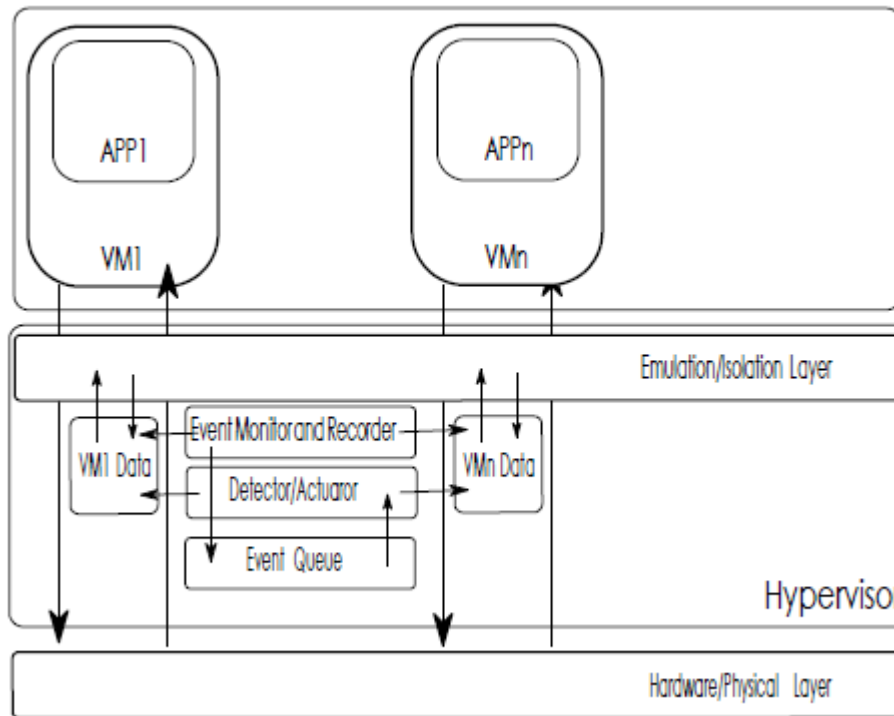 APP1
APPn
VM1
VMn
Emulation/Isolation Layer
Event Monitor and Recorder
VM1 Data
VMn Data
Detector/Actuaror
Event Queue
Hyperviso
Hardware/Physical Layer